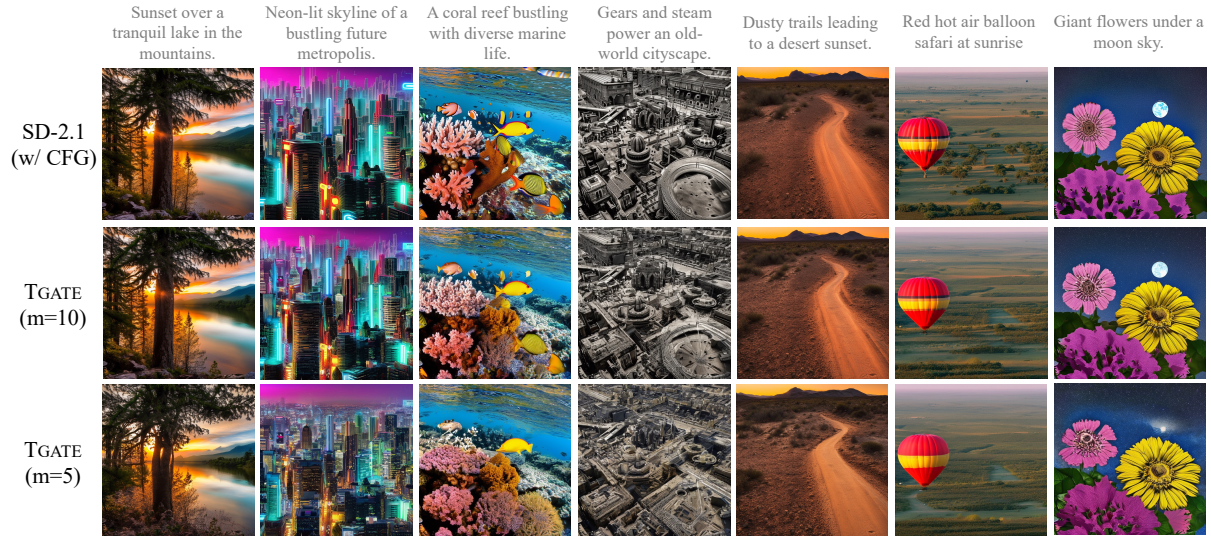 Sunset over a
tranquil lake in the
mountains.
Neon-lit skyline of a
bustling future
metropolis.
A coral reef bustling
with diverse marine
life.
Gears and steam
power an old-
world cityscape.
Dusty trails leading
to a desert sunset.
Red hot air balloon
safari at sunrise
Giant flowers under a
moon sky.
SD-2.1
(w/ CFG)
TGATE
(m=10)
TGATE
(m=5)